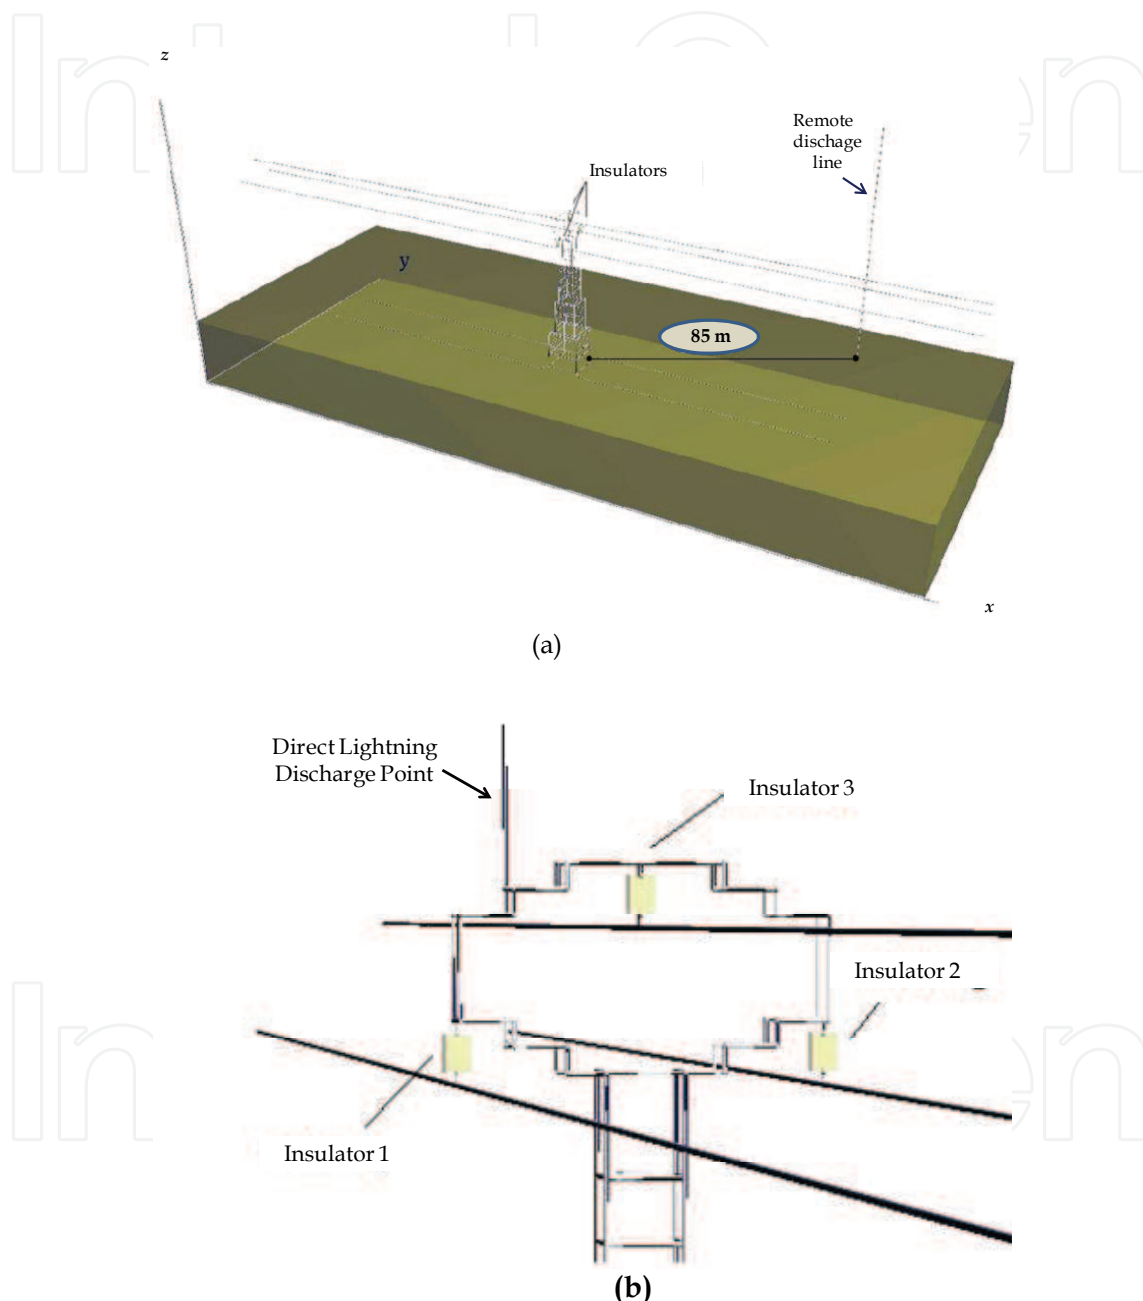 z
Remote
dischage
line
Insulators
y
85 m
x
(a)
Direct Lightning
Discharge Point
Insulator 3
Insulator 2
Insulator 1
(b)